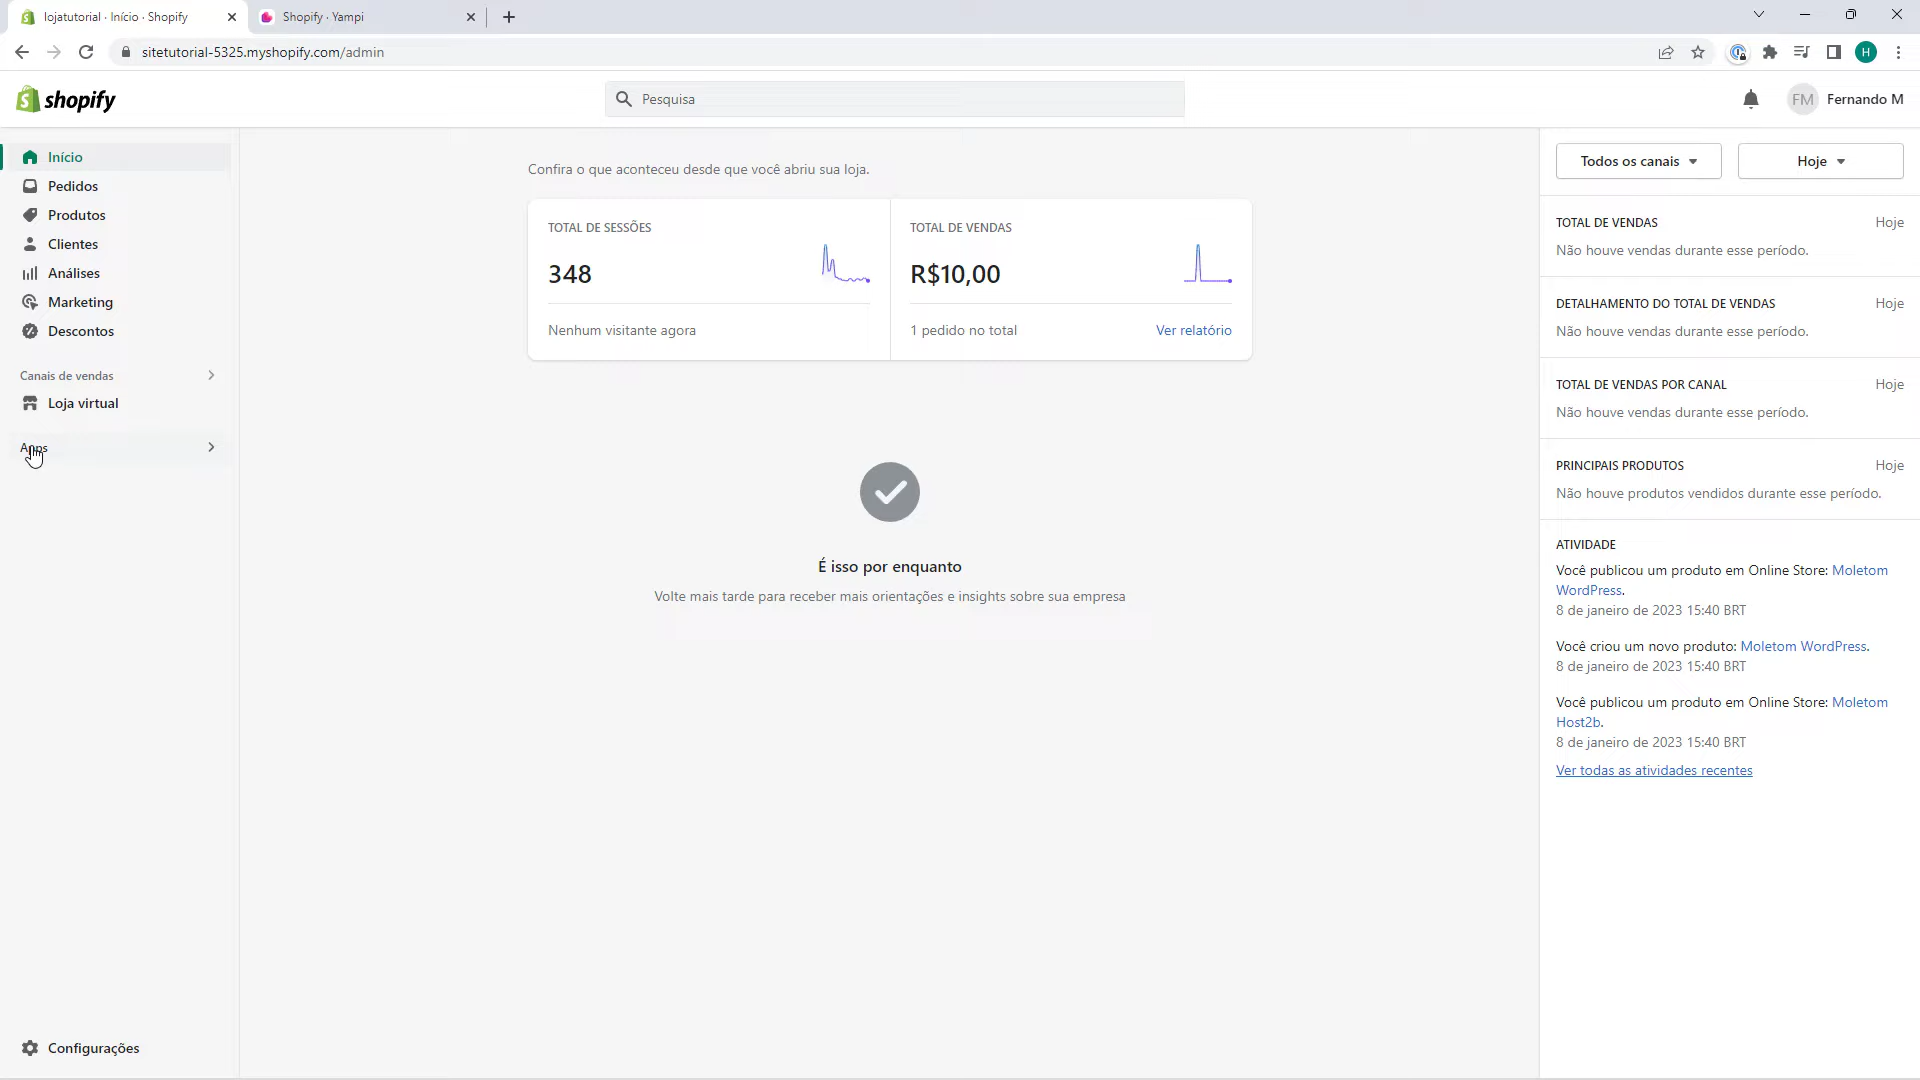 lojatutorial · Início · Shopify
Shopify · Yampi
sitetutorial-5325.myshopify.com/admin
H
shopify
Pesquisa
FM
Fernando M
Início
Pedidos
Produtos
Clientes
Análises
Marketing
Descontos
Canais de vendas
Loja virtual
Apps
Configurações
Confira o que aconteceu desde que você abriu sua loja.
TOTAL DE SESSÕES
348
Nenhum visitante agora
TOTAL DE VENDAS
R$10,00
1 pedido no total
Ver relatório
É isso por enquanto
Volte mais tarde para receber mais orientações e insights sobre sua empresa
Todos os canais
Hoje
TOTAL DE VENDAS
Hoje
Não houve vendas durante esse período.
DETALHAMENTO DO TOTAL DE VENDAS
Hoje
Não houve vendas durante esse período.
TOTAL DE VENDAS POR CANAL
Hoje
Não houve vendas durante esse período.
PRINCIPAIS PRODUTOS
Hoje
Não houve produtos vendidos durante esse período.
ATIVIDADE
Você publicou um produto em Online Store: Moletom
WordPress.
8 de janeiro de 2023 15:40 BRT
Você criou um novo produto: Moletom WordPress.
8 de janeiro de 2023 15:40 BRT
Você publicou um produto em Online Store: Moletom
Host2b.
8 de janeiro de 2023 15:40 BRT
Ver todas as atividades recentes